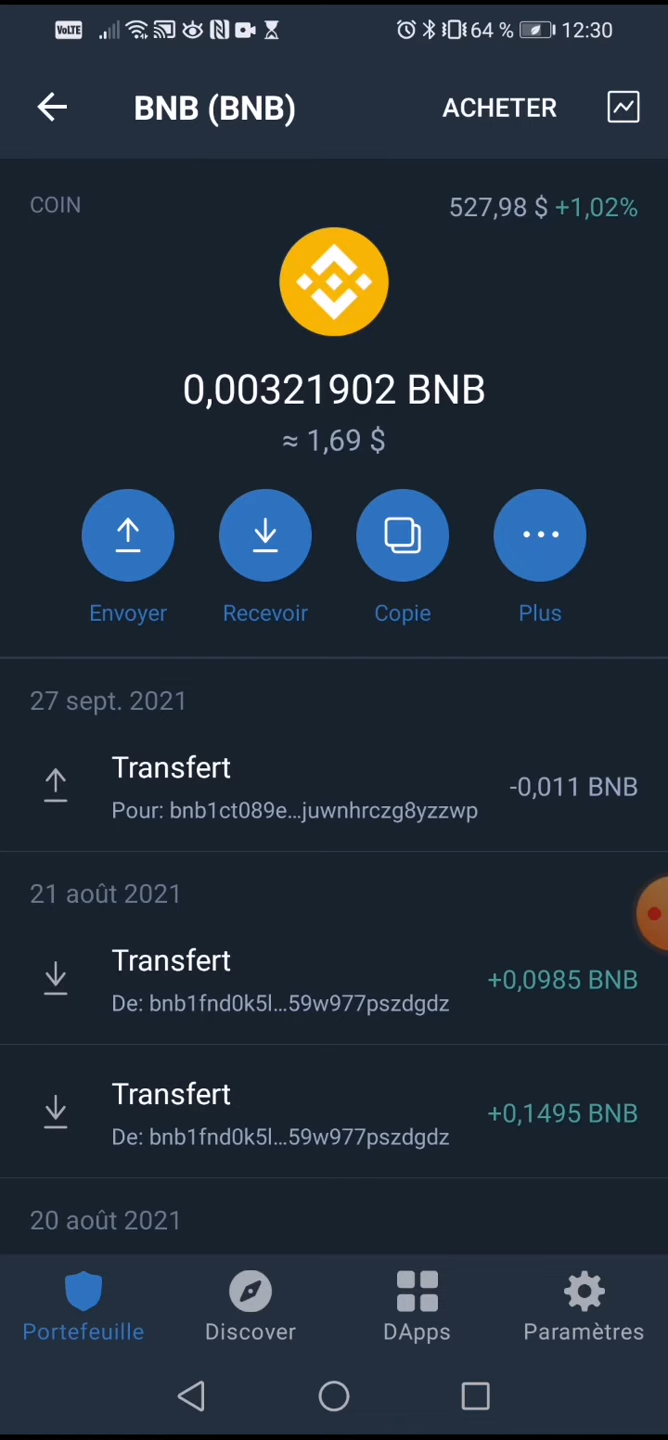 VoLTE 64 % 12:30
BNB (BNB) ACHETER
COIN 527,98 $ +1,02%
0,00321902 BNB
≈ 1,69 $
Envoyer Recevoir Copie Plus
27 sept. 2021
Transfert
-0,011 BNB
Pour: bnb1ct089e...juwnhrczg8yzzwp
21 août 2021
Transfert
+0,0985 BNB
De: bnb1fnd0k5l...59w977pszdgdz
Transfert
+0,1495 BNB
De: bnb1fnd0k5l...59w977pszdgdz
20 août 2021
Portefeuille Discover DApps Paramètres